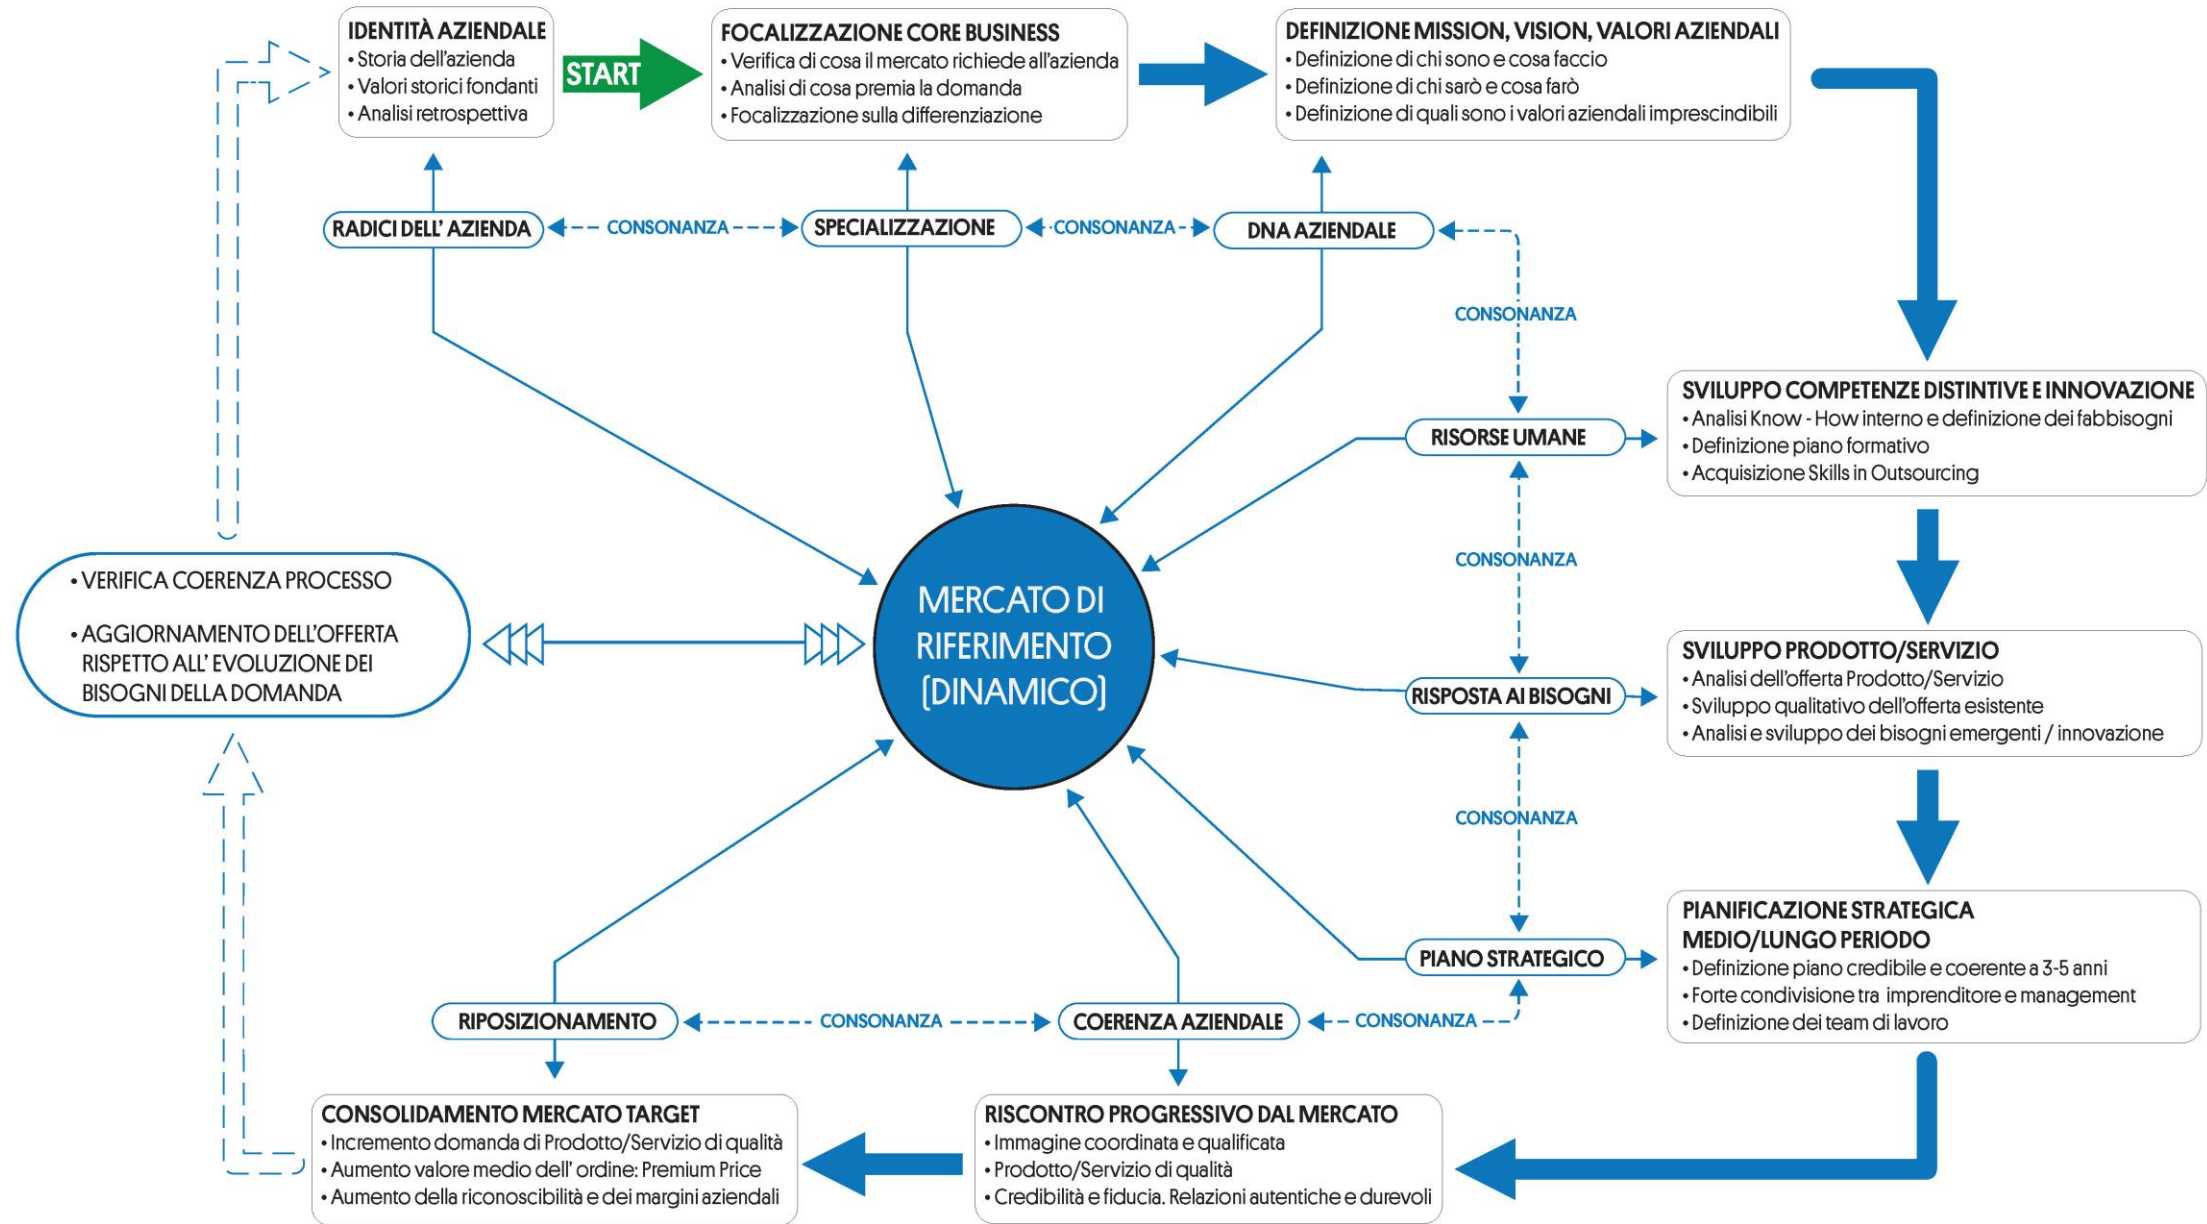 IDENTITÀ AZIENDALE
• Storia dell'azienda
• Valori storici fondanti
• Analisi retrospettiva
START
FOCALIZZAZIONE CORE BUSINESS
• Verifica di cosa il mercato richiede all'azienda
• Analisi di cosa premia la domanda
• Focalizzazione sulla differenziazione
DEFINIZIONE MISSION, VISION, VALORI AZIENDALI
• Definizione di chi sono e cosa faccio
• Definizione di chi sarò e cosa farò
• Definizione di quali sono i valori aziendali imprescindibili
RADICI DELL' AZIENDA
CONSONANZA
SPECIALIZZAZIONE
CONSONANZA
DNA AZIENDALE
CONSONANZA
RISORSE UMANE
SVILUPPO COMPETENZE DISTINTIVE E INNOVAZIONE
• Analisi Know - How interno e definizione dei fabbisogni
• Definizione piano formativo
• Acquisizione Skills in Outsourcing
CONSONANZA
• VERIFICA COERENZA PROCESSO
• AGGIORNAMENTO DELL'OFFERTA
RISPETTO ALL' EVOLUZIONE DEI
BISOGNI DELLA DOMANDA
MERCATO DI
RIFERIMENTO
(DINAMICO)
RISPOSTA AI BISOGNI
SVILUPPO PRODOTTO/SERVIZIO
• Analisi dell'offerta Prodotto/Servizio
• Sviluppo qualitativo dell'offerta esistente
• Analisi e sviluppo dei bisogni emergenti / innovazione
CONSONANZA
PIANO STRATEGICO
PIANIFICAZIONE STRATEGICA
MEDIO/LUNGO PERIODO
• Definizione piano credibile e coerente a 3-5 anni
• Forte condivisione tra imprenditore e management
• Definizione dei team di lavoro
RIPOSIZIONAMENTO
CONSONANZA
COERENZA AZIENDALE
CONSONANZA
CONSOLIDAMENTO MERCATO TARGET
• Incremento domanda di Prodotto/Servizio di qualità
• Aumento valore medio dell' ordine: Premium Price
• Aumento della riconoscibilità e dei margini aziendali
RISCONTRO PROGRESSIVO DAL MERCATO
• Immagine coordinata e qualificata
• Prodotto/Servizio di qualità
• Credibilità e fiducia. Relazioni autentiche e durevoli